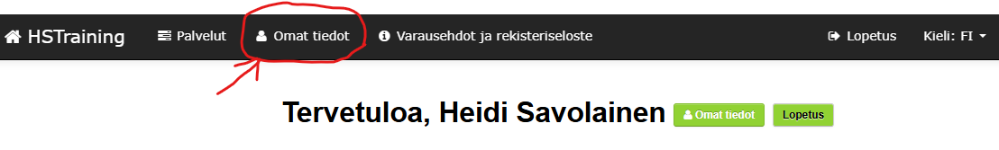 HSTraining Palvelut Omat tiedot Varausehdot ja rekisteriseloste Lopetus Kieli: FI
Tervetuloa, Heidi Savolainen Omat tiedot Lopetus